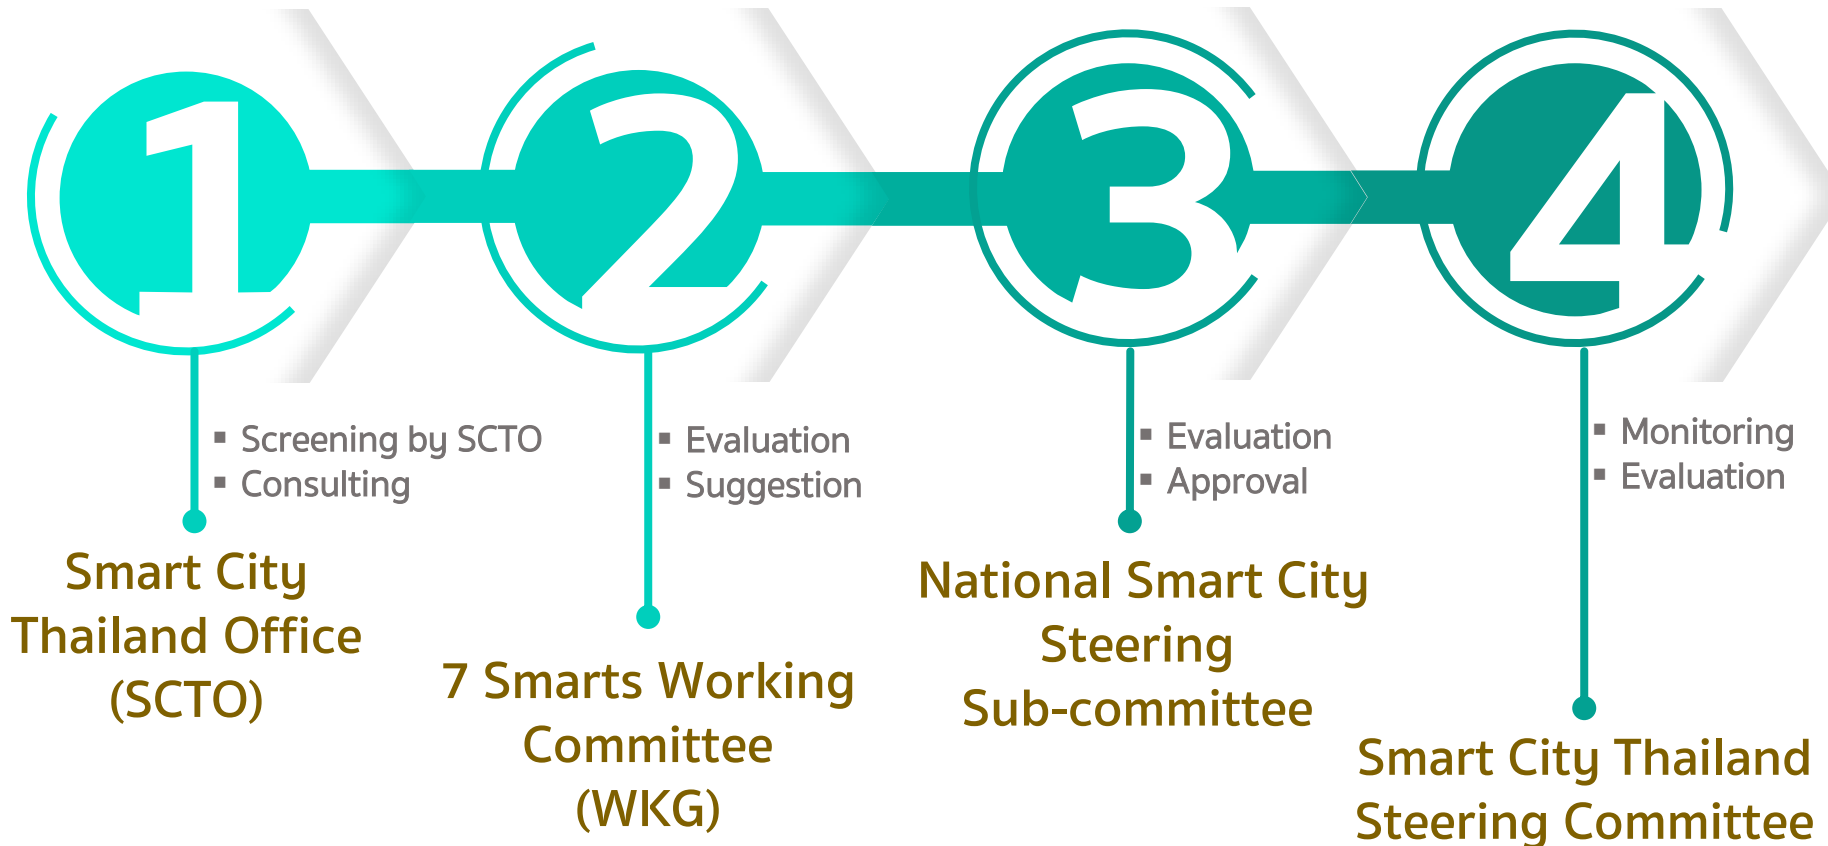 1
▪ Screening by SCTO
▪ Consulting
Smart City
Thailand Office
(SCTO)
2
▪ Evaluation
▪ Suggestion
7 Smarts Working
Committee
(WKG)
3
▪ Evaluation
▪ Approval
National Smart City
Steering
Sub-committee
4
▪ Monitoring
▪ Evaluation
Smart City Thailand
Steering Committee